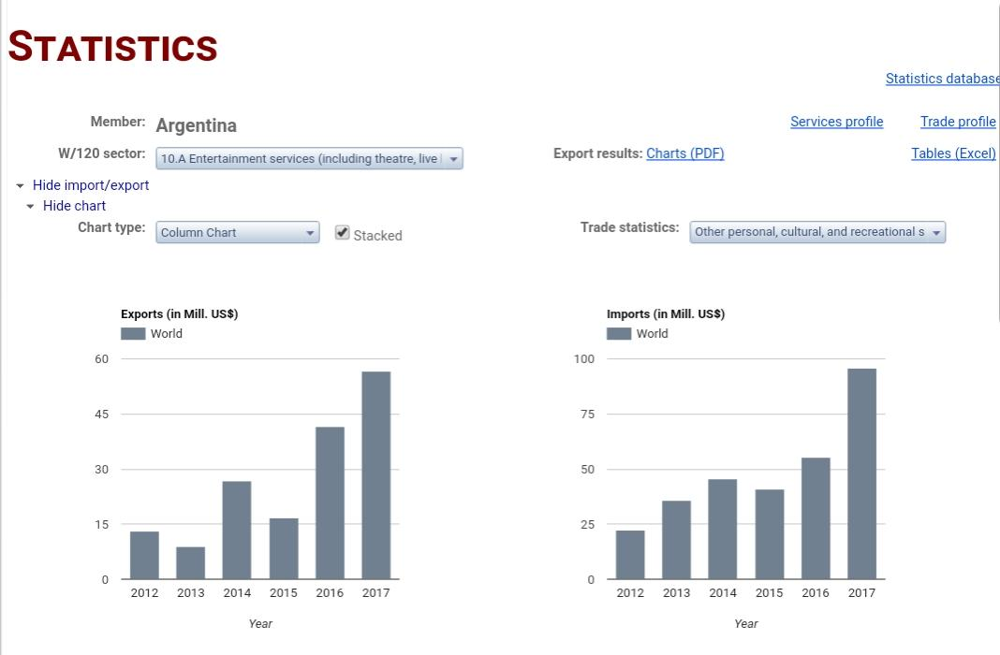 STATISTICS
Statistics database
Member: Argentina
Services profile Trade profile
W/120 sector: 10.A Entertainment services (including theatre, live
Export results: Charts (PDF) Tables (Excel)
Hide import/export
Hide chart
Chart type: Column Chart Stacked
Trade statistics: Other personal, cultural, and recreational s
Exports (in Mill. US$)
World
60
45
30
15
0
2012 2013 2014 2015 2016 2017
Year
Imports (in Mill. US$)
World
100
75
50
25
0
2012 2013 2014 2015 2016 2017
Year